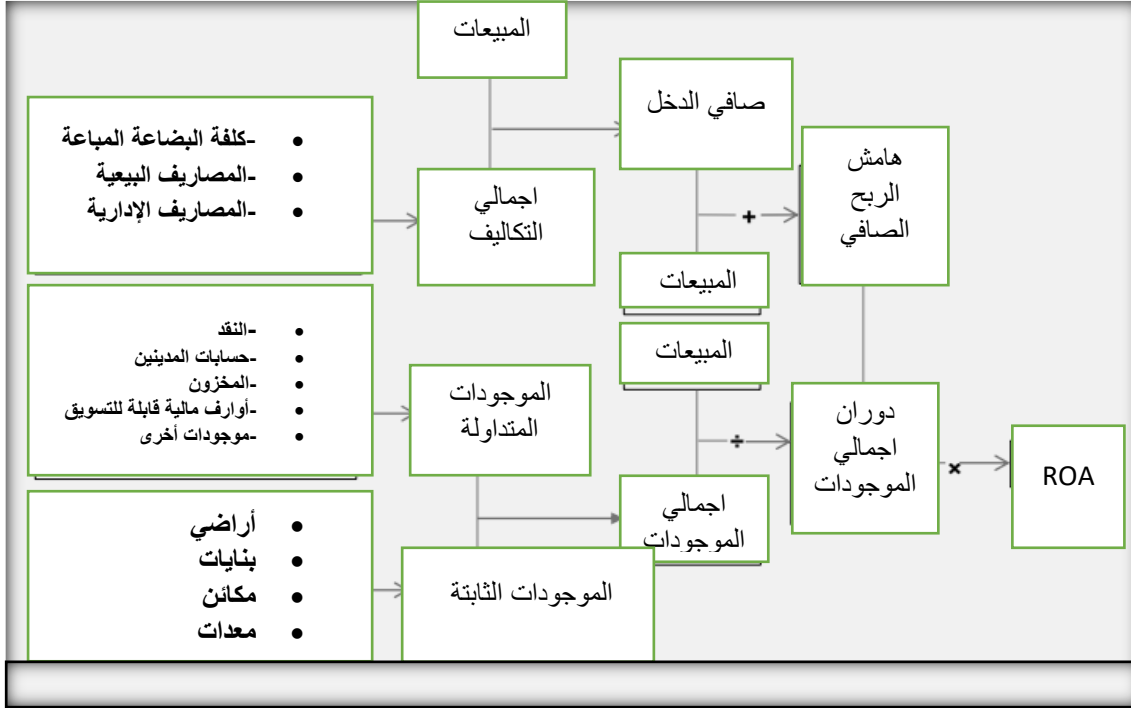 المبيعات
صافي الدخل
• -كلفة البضاعة المباعة
• -المصاريف البيعية
• -المصاريف الإدارية
هامش
الربح
الصافي
اجمالي
التكاليف
+
المبيعات
• -النقد
• -حسابات المدينين
• -المخزون
• -أوارف مالية قابلة للتسويق
• -موجودات أخرى
المبيعات
الموجودات
المتداولة
دوران
اجمالي
الموجودات
÷
×
ROA
اجمالي
الموجودات
• أراضي
• بنايات
• مكائن
• معدات
الموجودات الثابتة